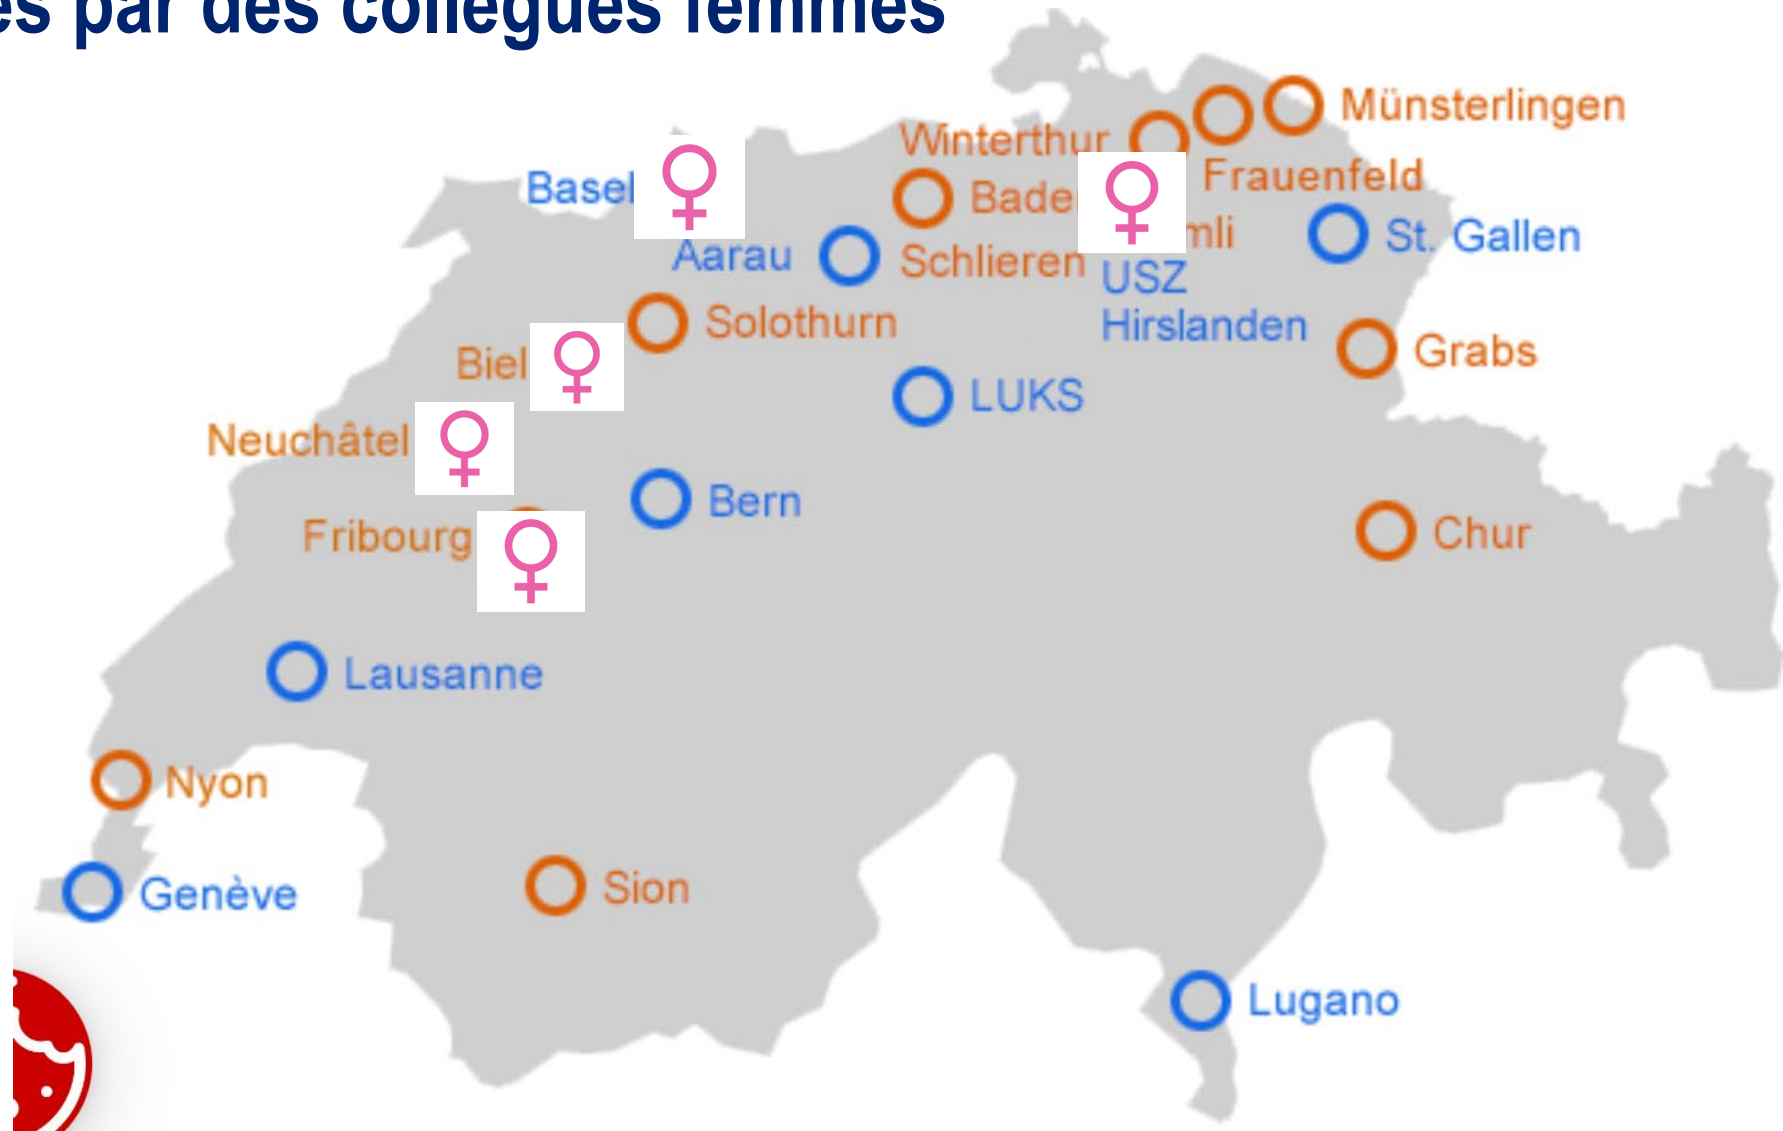 es par des collègues femmes
Münsterlingen
Winterthur
Frauenfeld
Basel
Bade
mli
St. Gallen
Aarau
Schlieren
USZ
Hirslanden
Solothurn
Grabs
Biel
LUKS
Neuchâtel
Bern
Fribourg
Chur
Lausanne
Nyon
Genève
Sion
Lugano